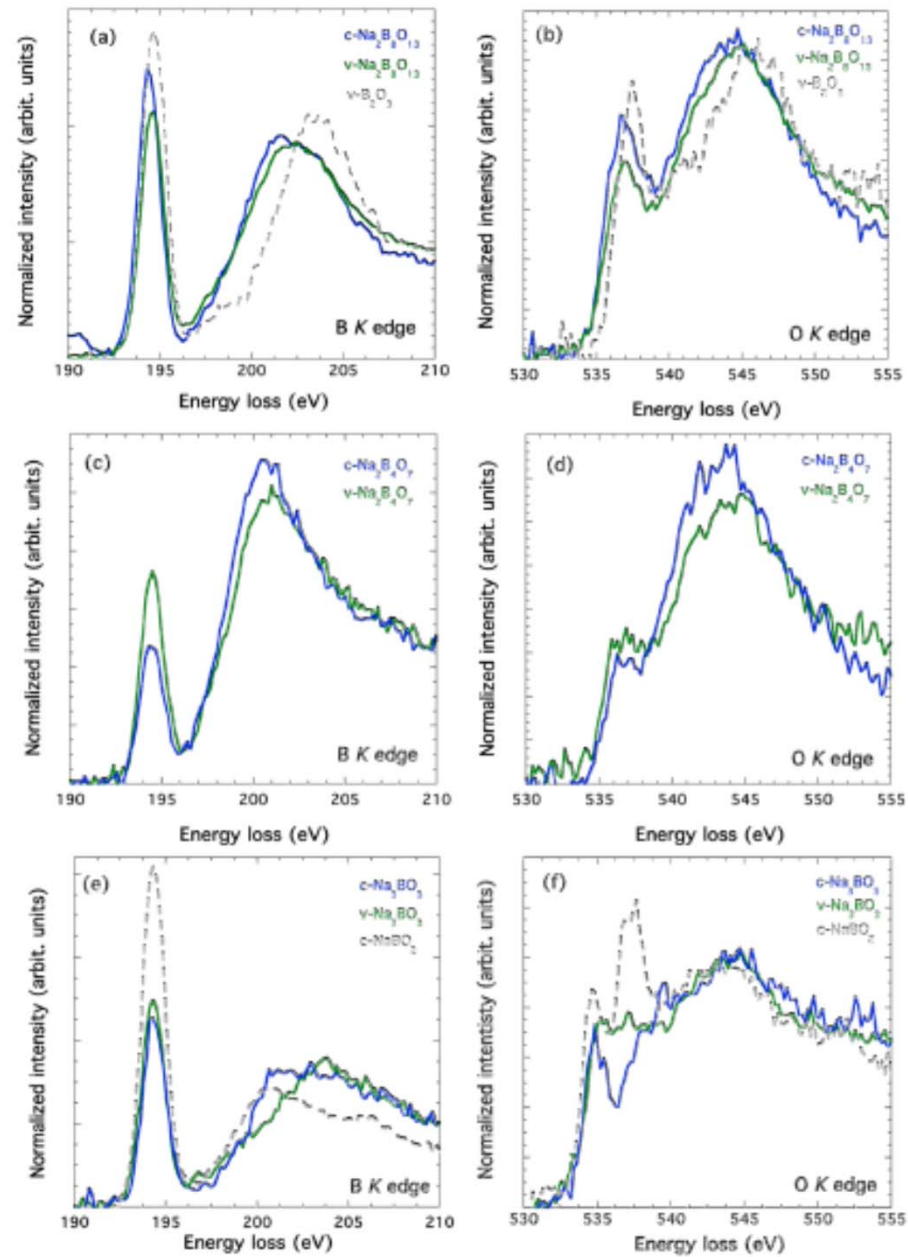 (a)
c-Na₂B₈O₁₃
v-Na₂B₈O₁₃
v-B₂O₃
B K edge
Normalized intensity (arbit. units)
190 195 200 205 210
Energy loss (eV)
(b)
c-Na₂B₈O₁₃
v-Na₂B₈O₁₃
v-B₂O₃
O K edge
Normalized intensity (arbit. units)
530 535 540 545 550 555
Energy loss (eV)
(c)
c-Na₂B₄O₇
v-Na₂B₄O₇
B K edge
Normalized intensity (arbit. units)
190 195 200 205 210
Energy loss (eV)
(d)
c-Na₂B₄O₇
v-Na₂B₄O₇
O K edge
Normalized intensity (arbit. units)
530 535 540 545 550 555
Energy loss (eV)
(e)
c-Na₃BO₃
v-Na₃BO₃
c-NaBO₂
B K edge
Normalized intensity (arbit. units)
190 195 200 205 210
Energy loss (eV)
(f)
c-Na₃BO₃
v-Na₃BO₃
c-NaBO₂
O K edge
Normalized intentisty (arbit. units)
530 535 540 545 550 555
Energy loss (eV)